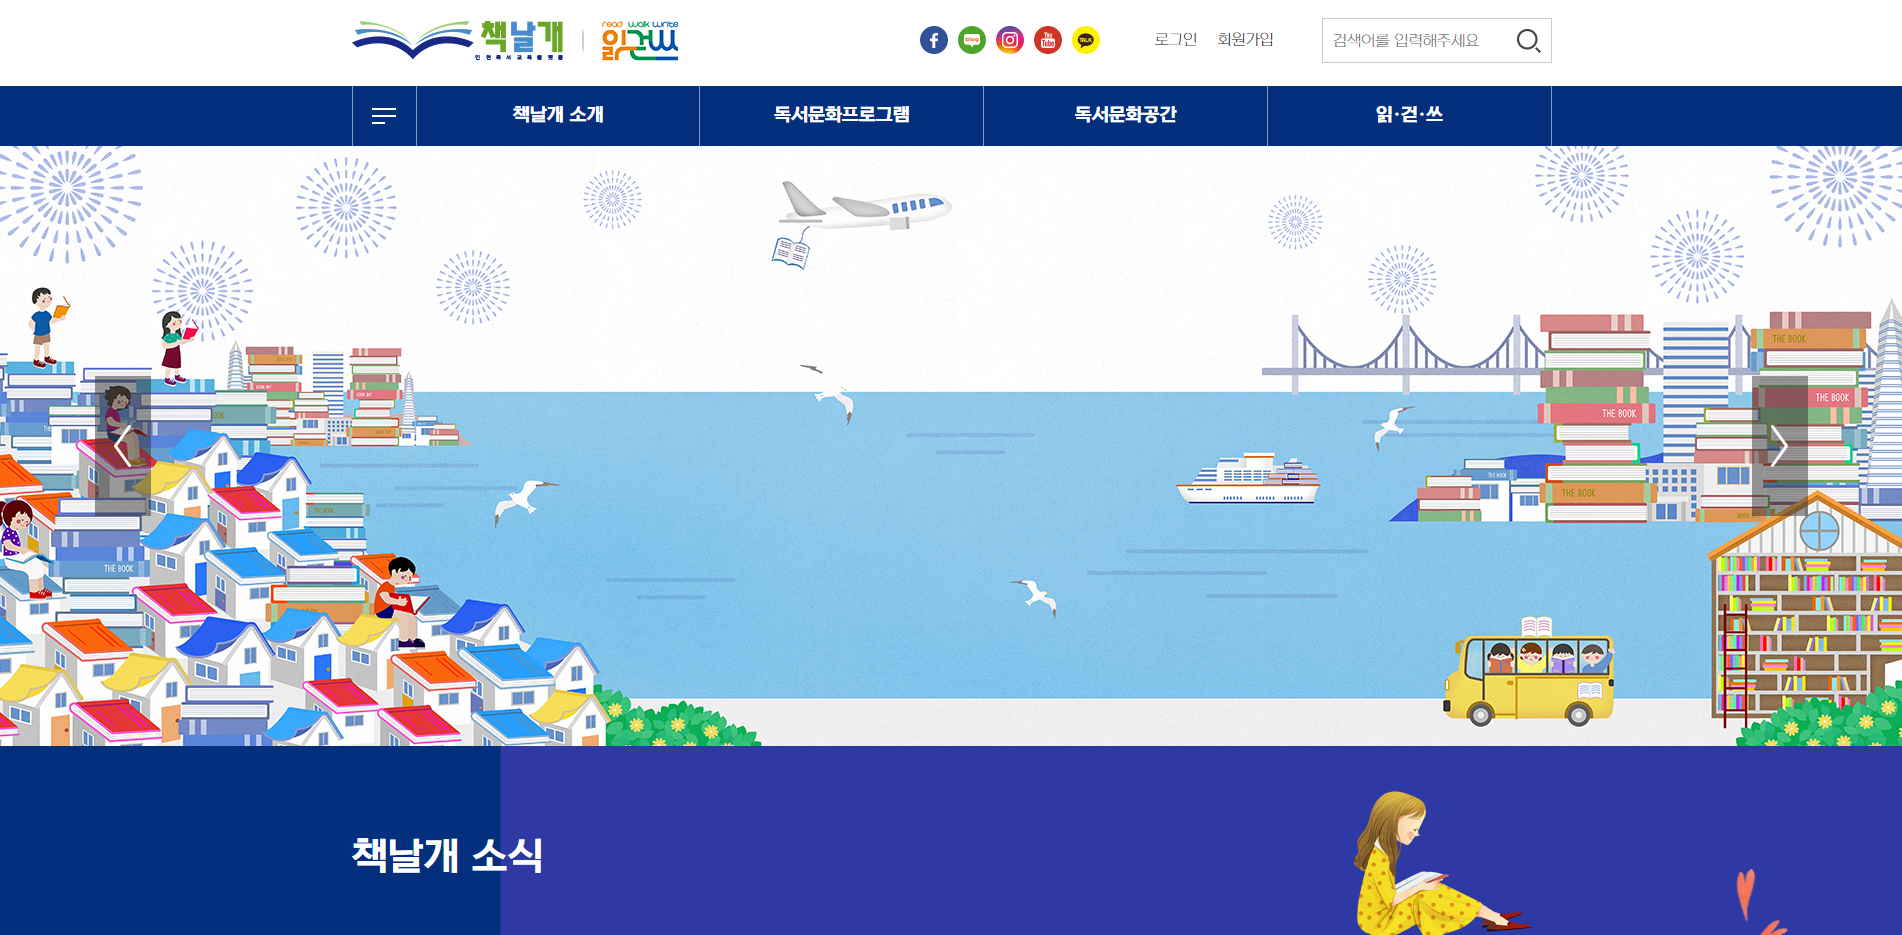 책날개
인천독서교육플랫폼
read walk write
읽걷쓰
blog
You Tube
TALK
로그인 회원가입
검색어를 입력해주세요
책날개 소개
독서문화프로그램
독서문화공간
읽·걷·쓰
THE BOOK
THE BOOK
THE BOOK
THE BOOK
THE BOOK
THE BOOK
THE BOOK
책날개 소식